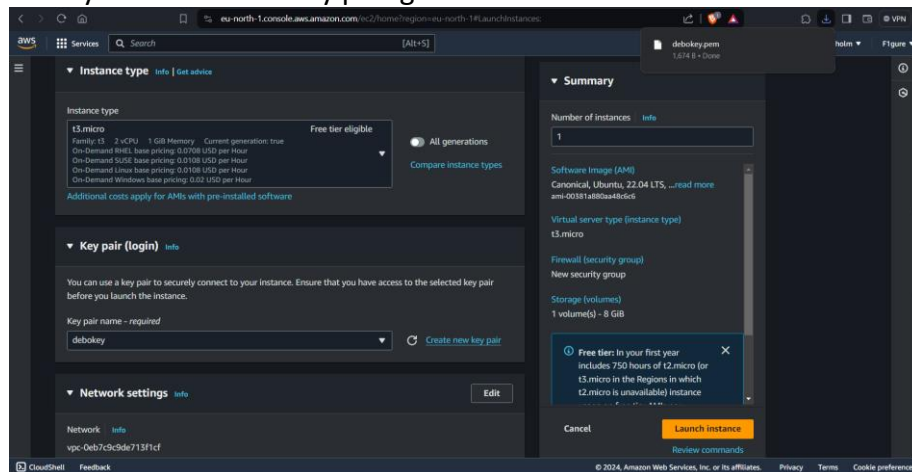 eu-north-1.console.aws.amazon.com/ec2/home?region=eu-north-1#LaunchInstances:
VPN
debokey.pem
1,674 B • Done
aws
Services
Search
[Alt+S]
holm
F1gure
Instance type Info | Get advice
Instance type
t3.micro
Free tier eligible
Family: t3 2 vCPU 1 GiB Memory Current generation: true
On-Demand RHEL base pricing: 0.0708 USD per Hour
On-Demand SUSE base pricing: 0.0108 USD per Hour
On-Demand Linux base pricing: 0.0108 USD per Hour
On-Demand Windows base pricing: 0.02 USD per Hour
All generations
Compare instance types
Additional costs apply for AMIs with pre-installed software
Key pair (login) Info
You can use a key pair to securely connect to your instance. Ensure that you have access to the selected key pair
before you launch the instance.
Key pair name - required
debokey
Create new key pair
Network settings Info
Edit
Network Info
vpc-0eb7c9c9de713f1cf
Summary
Number of instances Info
1
Software Image (AMI)
Canonical, Ubuntu, 22.04 LTS, ...read more
ami-00381a880aa48c6c6
Virtual server type (instance type)
t3.micro
Firewall (security group)
New security group
Storage (volumes)
1 volume(s) - 8 GiB
Free tier: In your first year
includes 750 hours of t2.micro (or
t3.micro in the Regions in which
t2.micro is unavailable) instance
Cancel
Launch instance
Review commands
CloudShell
Feedback
© 2024, Amazon Web Services, Inc. or its affiliates.
Privacy
Terms
Cookie preference